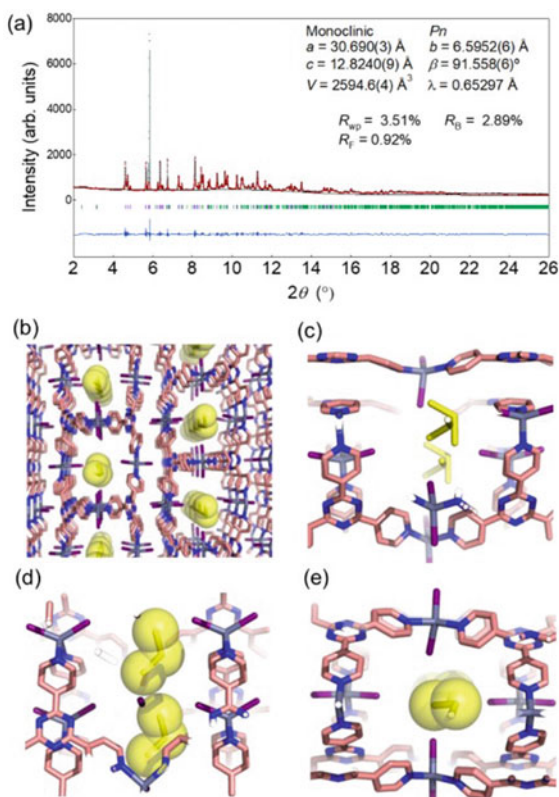 (a)
8000
6000
4000
2000
0
Intensity (arb. units)
Monoclinic Pn
a = 30.690(3) Å b = 6.5952(6) Å
c = 12.8240(9) Å β = 91.558(6)º
V = 2594.6(4) Å3 λ = 0.65297 Å
Rwp = 3.51% RB = 2.89%
RF = 0.92%
2 4 6 8 10 12 14 16 18 20 22 24 26
2θ (°)
(b)
(c)
(d)
(e)